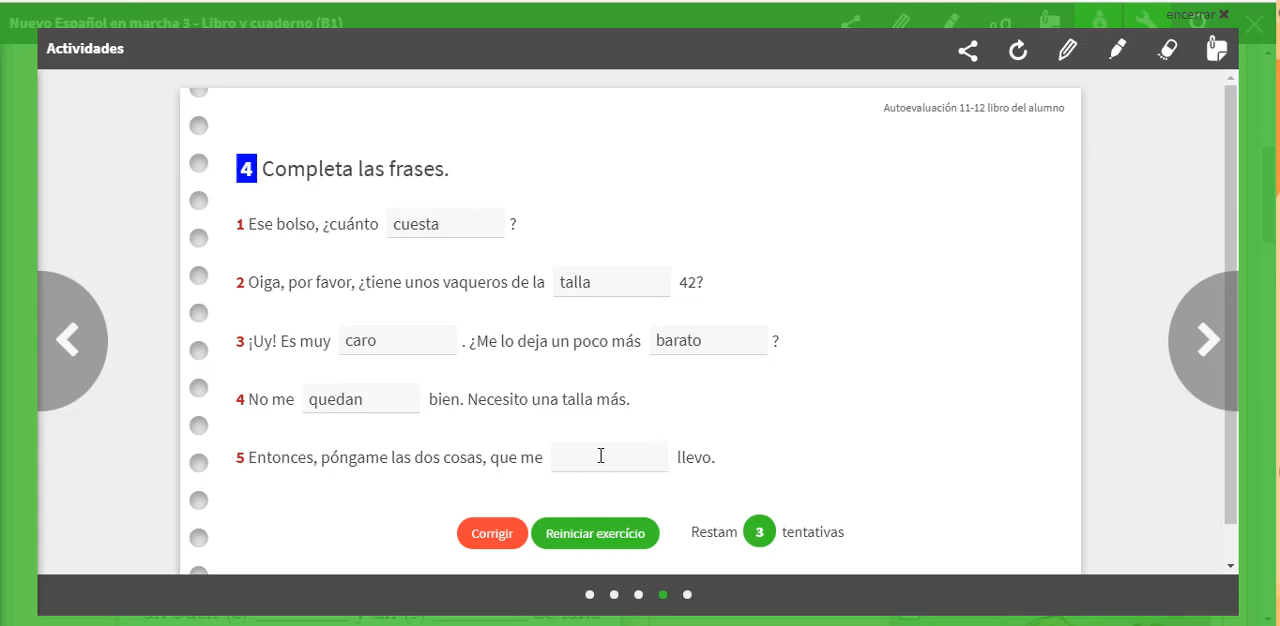 Nuevo Español en marcha 3 - Libro y cuaderno (B1)
encerrar ✖
Actividades
Autoevaluación 11-12 libro del alumno
4 Completa las frases.
1 Ese bolso, ¿cuánto cuesta ?
2 Oiga, por favor, ¿tiene unos vaqueros de la talla 42?
3 ¡Uy! Es muy caro . ¿Me lo deja un poco más barato ?
4 No me quedan bien. Necesito una talla más.
5 Entonces, póngame las dos cosas, que me llevo.
Corrigir Reiniciar exercício Restam 3 tentativas